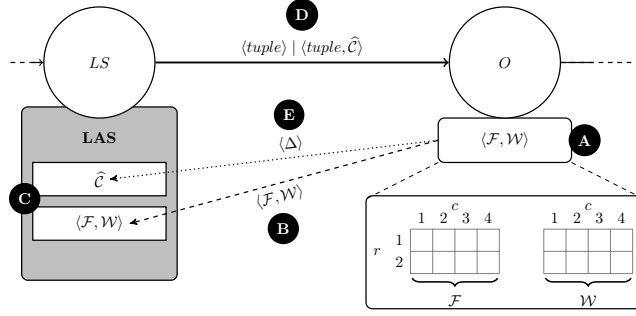 D
⟨tuple⟩ | ⟨tuple, Ĉ⟩
LS
O
E
⟨Δ⟩
LAS
⟨F, W⟩
A
Ĉ
C
⟨F, W⟩
⟨F, W⟩
B
c
c
1 2 3 4
1 2 3 4
1
r
2
F
W